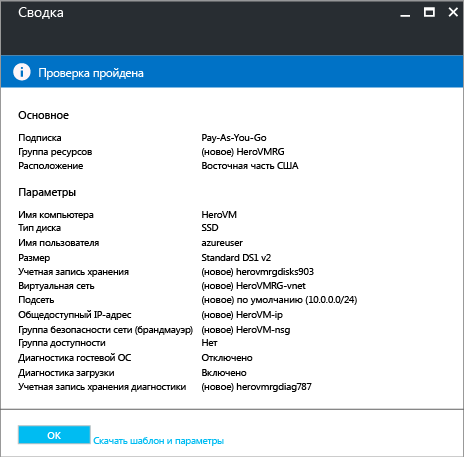 Сводка
Проверка пройдена
Основное
Подписка Pay-As-You-Go
Группа ресурсов (новое) HeroVMRG
Расположение Восточная часть США
Параметры
Имя компьютера HeroVM
Тип диска SSD
Имя пользователя azureuser
Размер Standard DS1 v2
Учетная запись хранения (новое) herovmrgdisks903
Виртуальная сеть (новое) HeroVMRG-vnet
Подсеть (новое) по умолчанию (10.0.0.0/24)
Общедоступный IP-адрес (новое) HeroVM-ip
Группа безопасности сети (брандмауэр) (новое) HeroVM-nsg
Группа доступности Нет
Диагностика гостевой ОС Отключено
Диагностика загрузки Включено
Учетная запись хранения диагностики (новое) herovmrgdiag787
ОК Скачать шаблон и параметры